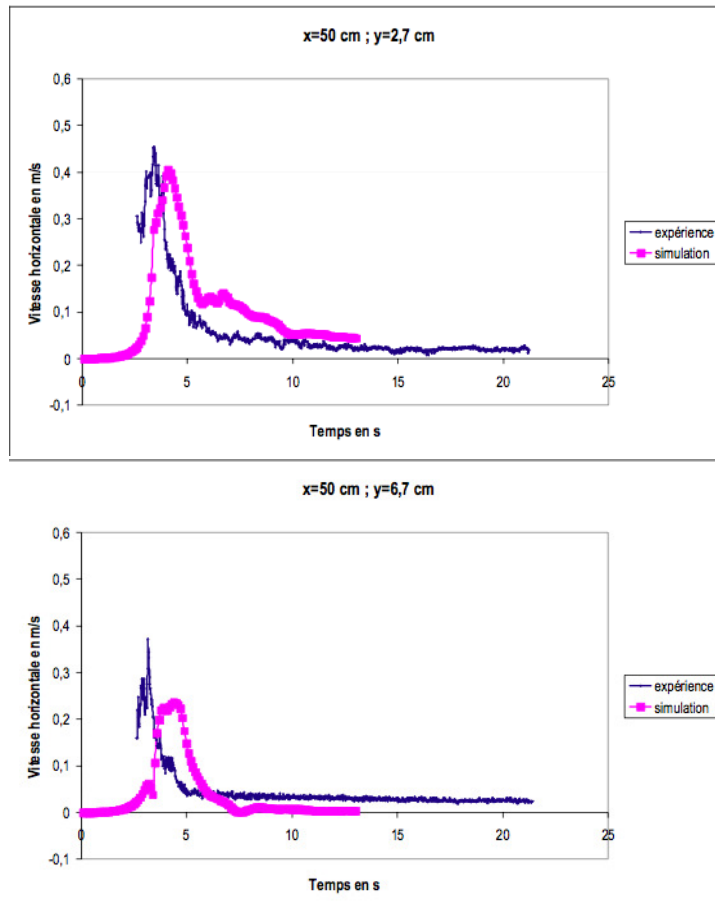 x=50 cm ; y=2,7 cm
0,6
0,5
0,4
0,3
0,2
0,1
0
-0,1
0
5
10
15
20
25
Vitesse horizontale en m/s
Temps en s
expérience
simulation
x=50 cm ; y=6,7 cm
0,6
0,5
0,4
0,3
0,2
0,1
0
-0,1
0
5
10
15
20
25
Vitesse horizontale en m/s
Temps en s
expérience
simulation